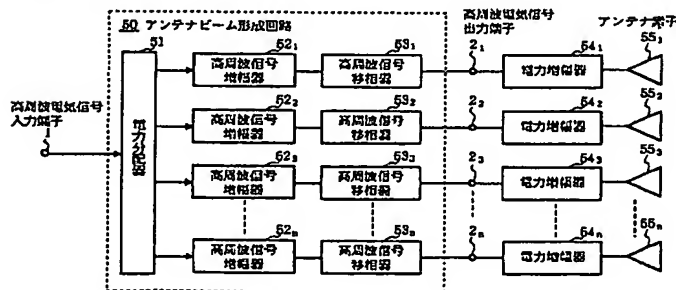 50 アンテナビーム形成回路
高周波電気信号
出力端子
アンテナ素子
51
電力分配器
高周波電気信号
入力端子
1
52₁
高周波信号
増幅器
53₁
高周波信号
移相器
2₁
54₁
電力増幅器
55₁
52₂
高周波信号
増幅器
53₂
高周波信号
移相器
2₂
54₂
電力増幅器
55₂
52₃
高周波信号
増幅器
53₃
高周波信号
移相器
2₃
54₃
電力増幅器
55₃
52ₙ
高周波信号
増幅器
53ₙ
高周波信号
移相器
2ₙ
54ₙ
電力増幅器
55ₙ